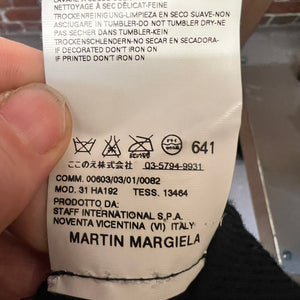 NETTOYAGE À SEC DÉLICAT-FEINE
TROCKENREINIGUNG-LIMPIEZA EN SECO SUAVE-NON
ASCIUGARE IN TUMBLER-DO NOT TUMBLER DRY-NE
PAS SECHER DANS TUMBLER-KEIN
TROCKENSCHLENDER-NO SECAR EN SECADORA-
IF DECORATED DON'T IRON ON
IF PRINTED DON'T IRON ON
641
ここのえ株式会社 03-5794-9931
COMM. 00603/03/01/0082
MOD. 31 HA192 TESS. 13464
PRODOTTO DA:
STAFF INTERNATIONAL S.P.A.
NOVENTA VICENTINA (VI) ITALY
MARTIN MARGIELA